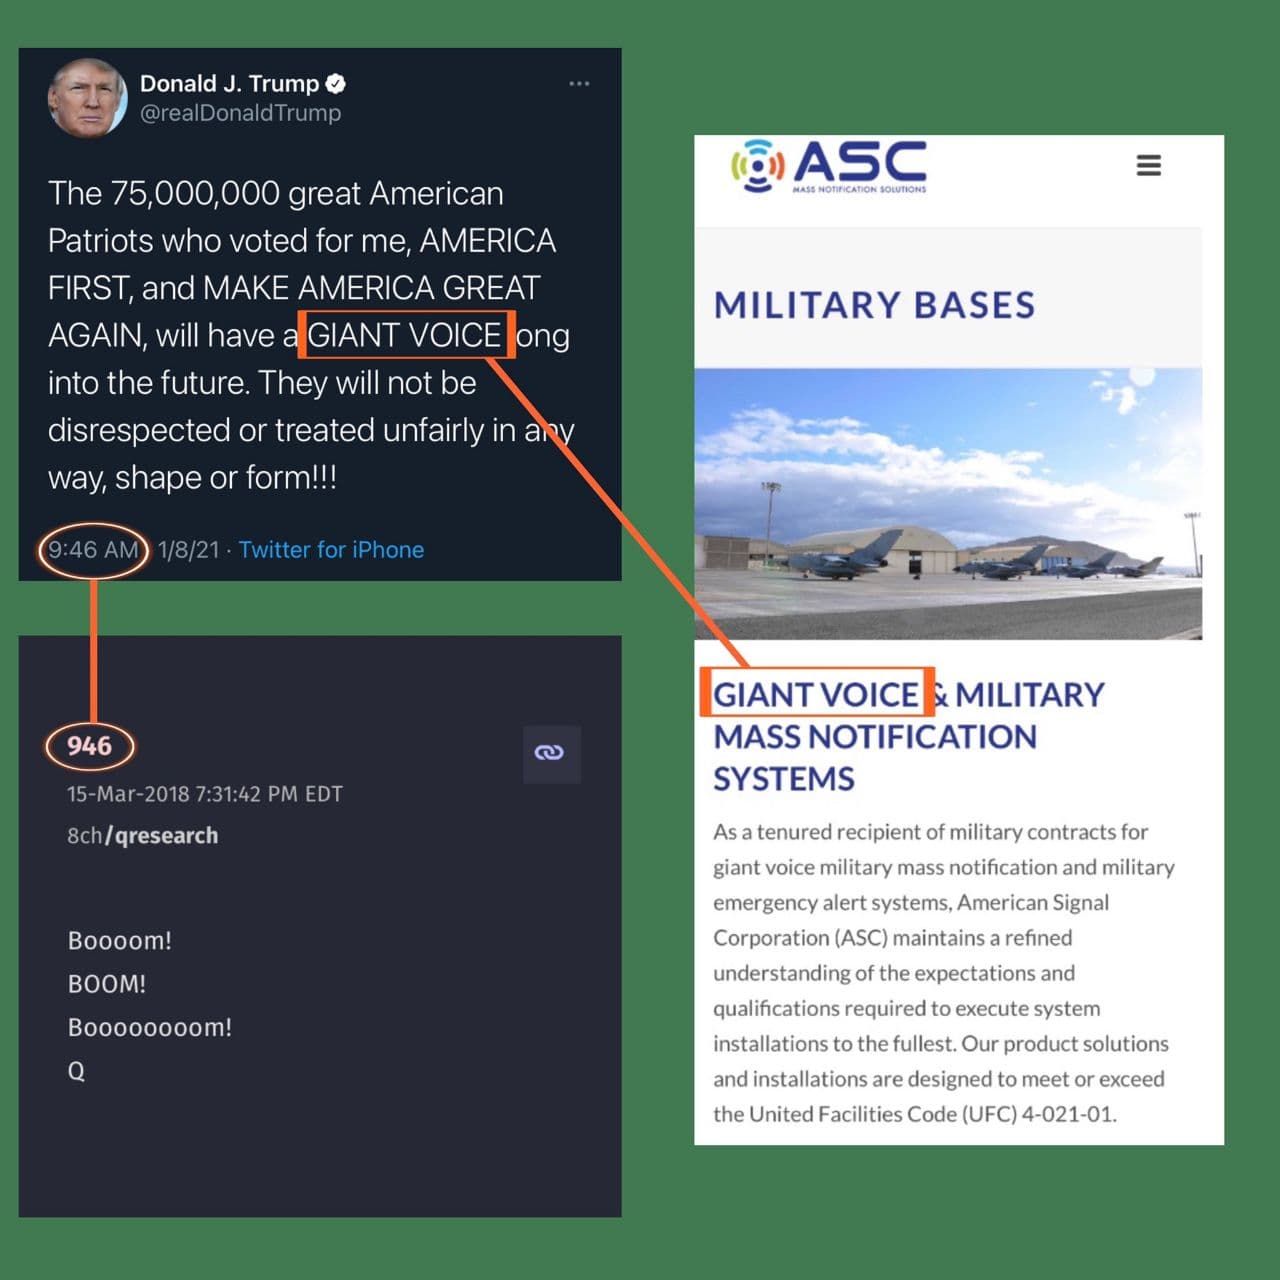 Donald J. Trump
@realDonaldTrump
The 75,000,000 great American
Patriots who voted for me, AMERICA
FIRST, and MAKE AMERICA GREAT
AGAIN, will have a GIANT VOICE long
into the future. They will not be
disrespected or treated unfairly in any
way, shape or form!!!
9:46 AM · 1/8/21 · Twitter for iPhone
946
15-Mar-2018 7:31:42 PM EDT
8ch/qresearch
Boooom!
BOOM!
Boooooooom!
Q
ASC
MASS NOTIFICATION SOLUTIONS
MILITARY BASES
GIANT VOICE & MILITARY
MASS NOTIFICATION
SYSTEMS
As a tenured recipient of military contracts for
giant voice military mass notification and military
emergency alert systems, American Signal
Corporation (ASC) maintains a refined
understanding of the expectations and
qualifications required to execute system
installations to the fullest. Our product solutions
and installations are designed to meet or exceed
the United Facilities Code (UFC) 4-021-01.